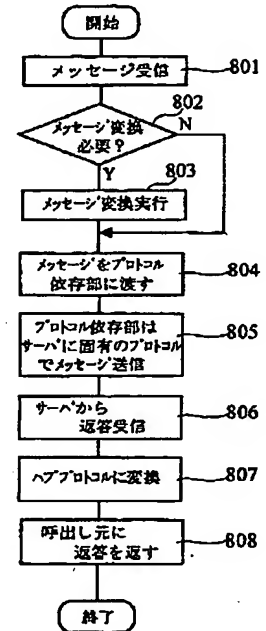 開始
メッセージ受信
801
802
メッセージ変換
必要?
N
Y
803
メッセージ変換実行
メッセージをプロトコル
依存部に渡す
804
プロトコル依存部は
サーバに固有のプロトコル
でメッセージ送信
805
サーバから
返答受信
806
ハブプロトコルに変換
807
呼出し元に
返答を返す
808
終了